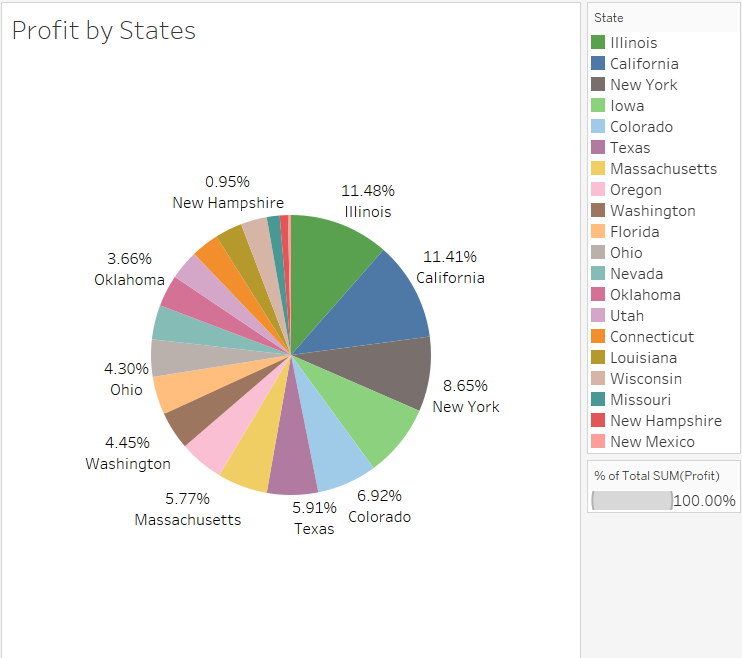 Profit by States
0.95%
New Hampshire
11.48%
Illinois
3.66%
Oklahoma
11.41%
California
4.30%
Ohio
8.65%
New York
4.45%
Washington
5.77%
Massachusetts
5.91%
Texas
6.92%
Colorado
State
Illinois
California
New York
Iowa
Colorado
Texas
Massachusetts
Oregon
Washington
Florida
Ohio
Nevada
Oklahoma
Utah
Connecticut
Louisiana
Wisconsin
Missouri
New Hampshire
New Mexico
% of Total SUM(Profit)
100.00%